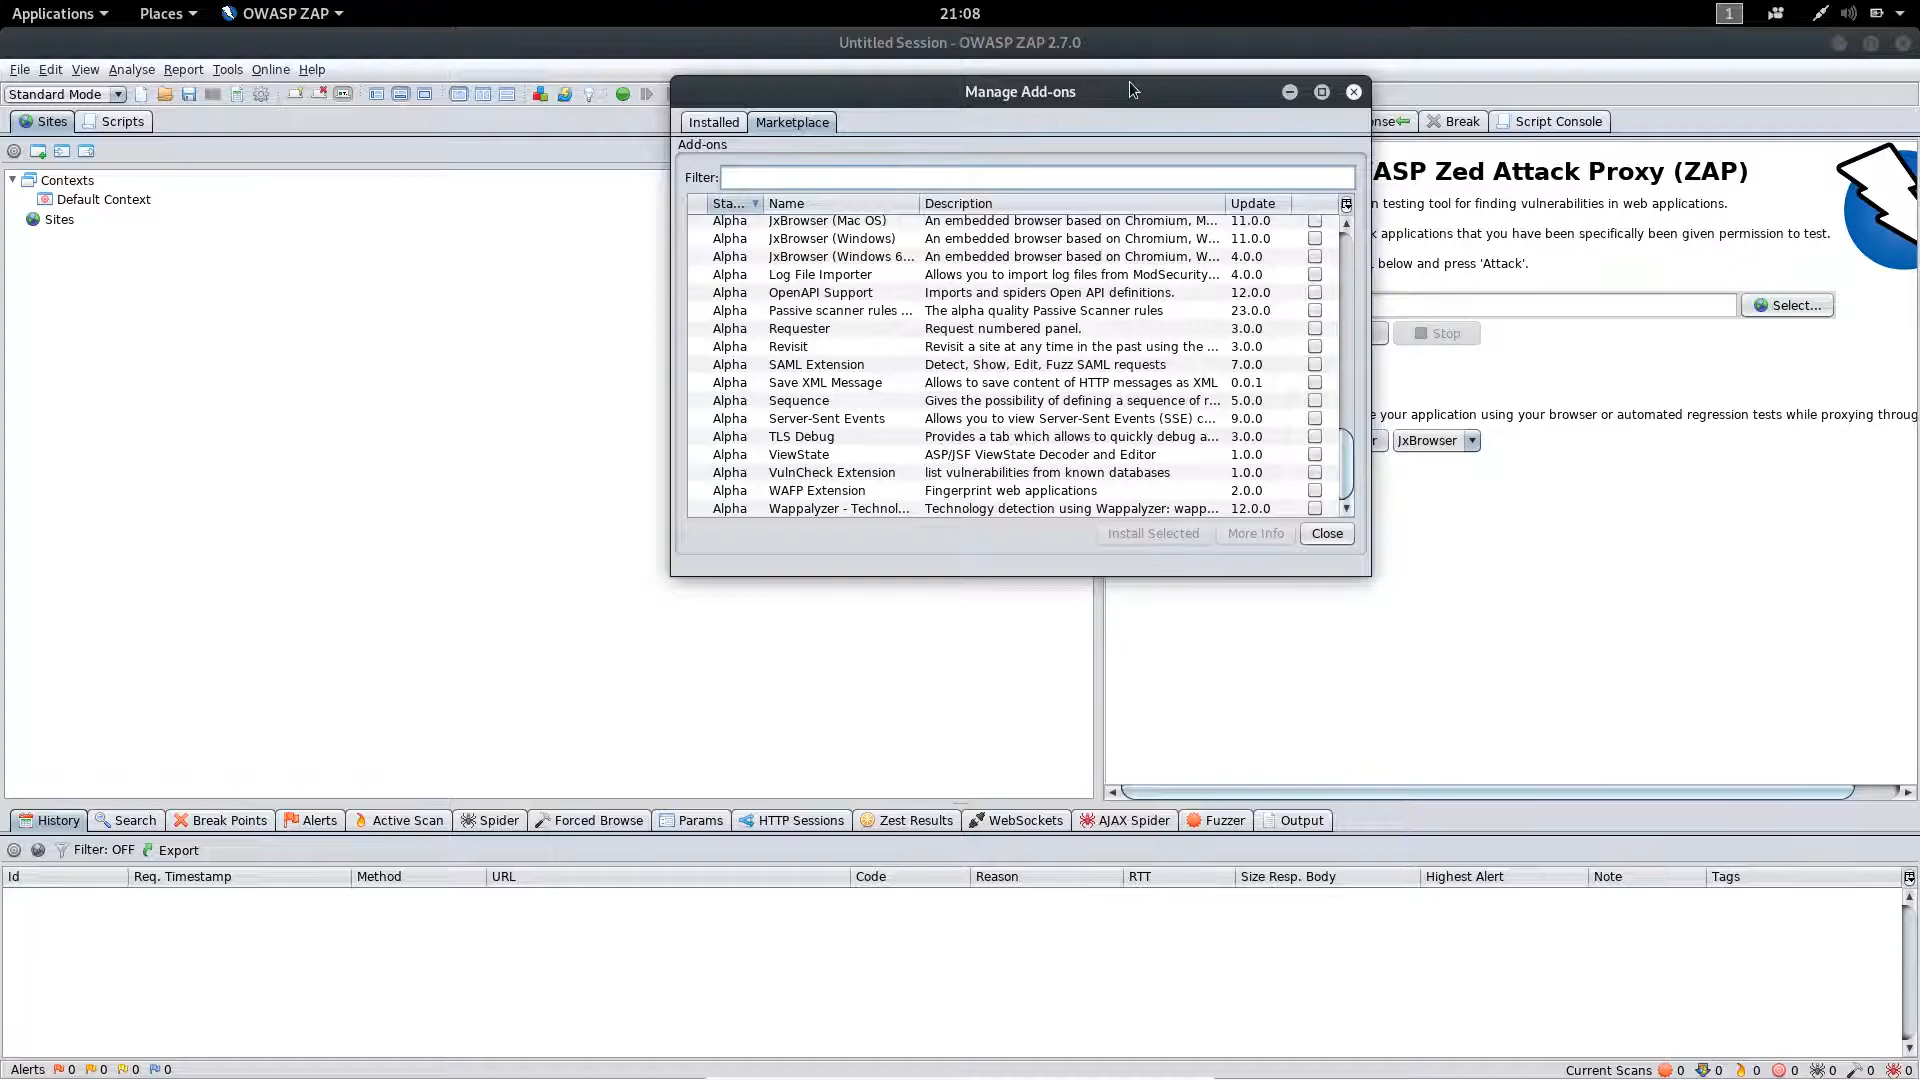 Applications Places OWASP ZAP 21:08 1
Untitled Session - OWASP ZAP 2.7.0
File Edit View Analyse Report Tools Online Help
Standard Mode
Manage Add-ons
Sites Scripts
Installed Marketplace
Break Script Console
Add-ons
Filter:
Contexts
Default Context
Sites
ASP Zed Attack Proxy (ZAP)
n testing tool for finding vulnerabilities in web applications.
k applications that you have been specifically been given permission to test.
below and press 'Attack'.
Select...
Stop
e your application using your browser or automated regression tests while proxying throug
r JxBrowser
Sta... Name Description Update
Alpha JxBrowser (Mac OS) An embedded browser based on Chromium, M... 11.0.0
Alpha JxBrowser (Windows) An embedded browser based on Chromium, W... 11.0.0
Alpha JxBrowser (Windows 6... An embedded browser based on Chromium, W... 4.0.0
Alpha Log File Importer Allows you to import log files from ModSecurity... 4.0.0
Alpha OpenAPI Support Imports and spiders Open API definitions. 12.0.0
Alpha Passive scanner rules ... The alpha quality Passive Scanner rules 23.0.0
Alpha Requester Request numbered panel. 3.0.0
Alpha Revisit Revisit a site at any time in the past using the ... 3.0.0
Alpha SAML Extension Detect, Show, Edit, Fuzz SAML requests 7.0.0
Alpha Save XML Message Allows to save content of HTTP messages as XML 0.0.1
Alpha Sequence Gives the possibility of defining a sequence of r... 5.0.0
Alpha Server-Sent Events Allows you to view Server-Sent Events (SSE) c... 9.0.0
Alpha TLS Debug Provides a tab which allows to quickly debug a... 3.0.0
Alpha ViewState ASP/JSF ViewState Decoder and Editor 1.0.0
Alpha VulnCheck Extension list vulnerabilities from known databases 1.0.0
Alpha WAFP Extension Fingerprint web applications 2.0.0
Alpha Wappalyzer - Technol... Technology detection using Wappalyzer: wapp... 12.0.0
Install Selected More Info Close
History Search Break Points Alerts Active Scan Spider Forced Browse Params HTTP Sessions Zest Results WebSockets AJAX Spider Fuzzer Output
Filter: OFF Export
Id Req. Timestamp Method URL Code Reason RTT Size Resp. Body Highest Alert Note Tags
Alerts 0 0 0 0 Current Scans 0 0 0 0 0 0 0